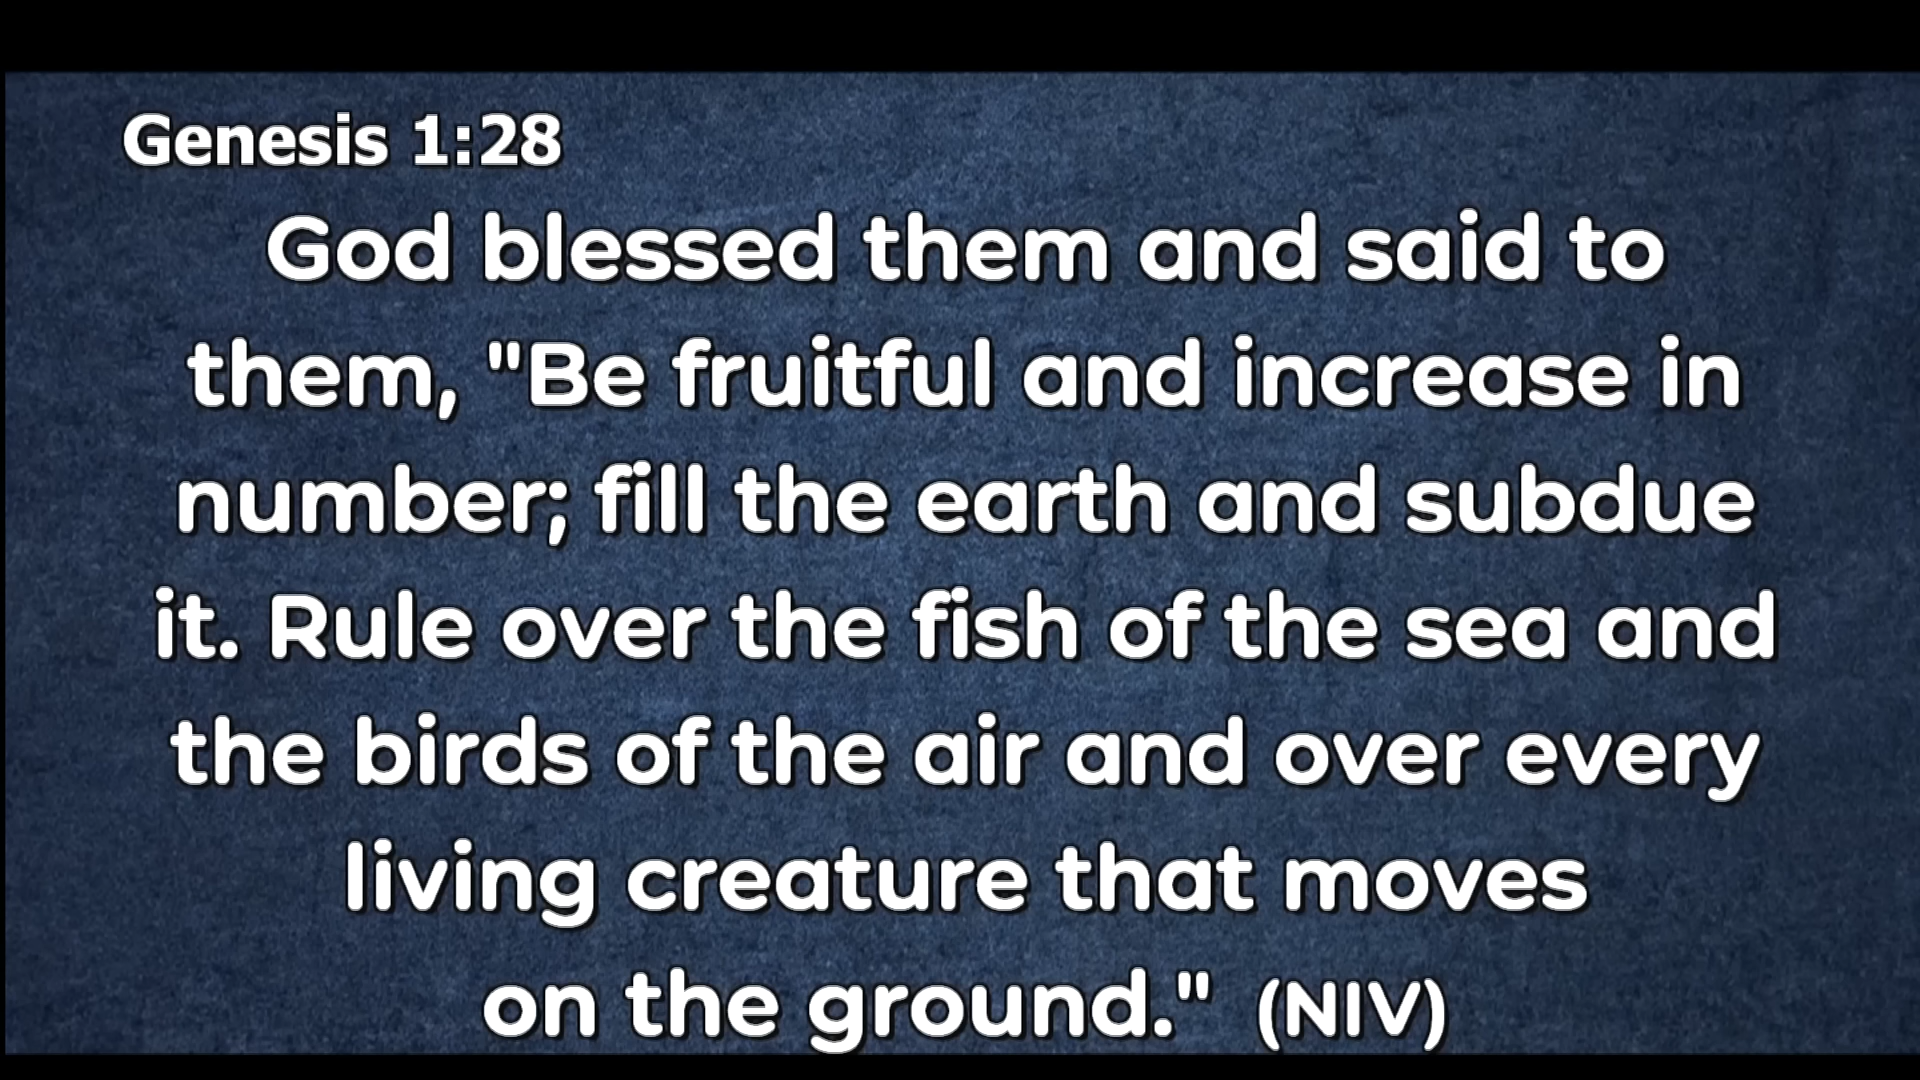 Genesis 1:28
God blessed them and said to
them, "Be fruitful and increase in
number; fill the earth and subdue
it. Rule over the fish of the sea and
the birds of the air and over every
living creature that moves
on the ground." (NIV)